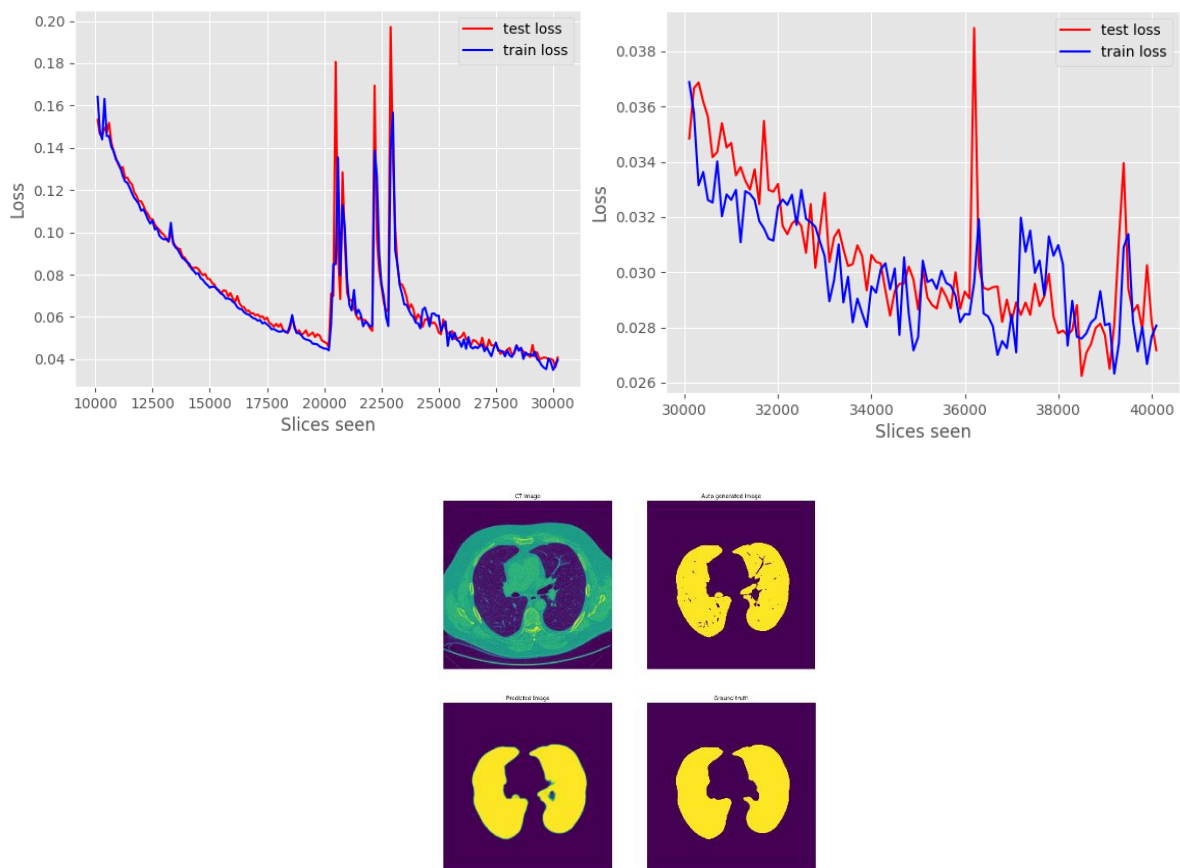 0.20
0.18
0.16
0.14
0.12
0.10
0.08
0.06
0.04
Loss
10000 12500 15000 17500 20000 22500 25000 27500 30000
Slices seen
test loss
train loss
0.038
0.036
0.034
0.032
0.030
0.028
0.026
Loss
30000 32000 34000 36000 38000 40000
Slices seen
test loss
train loss
CT Image
Auto generated Image
Predicted Image
Ground truth